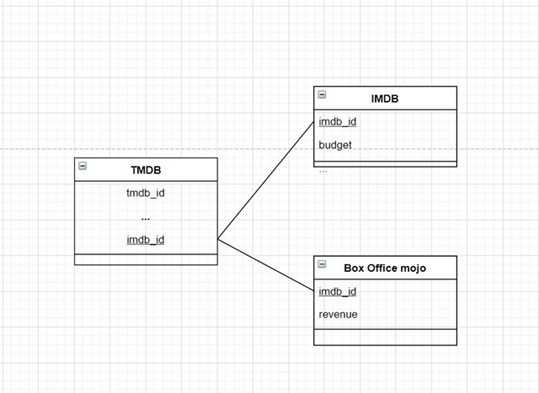 TMDB
tmdb_id
...
imdb_id
IMDB
imdb_id
budget
...
Box Office mojo
imdb_id
revenue